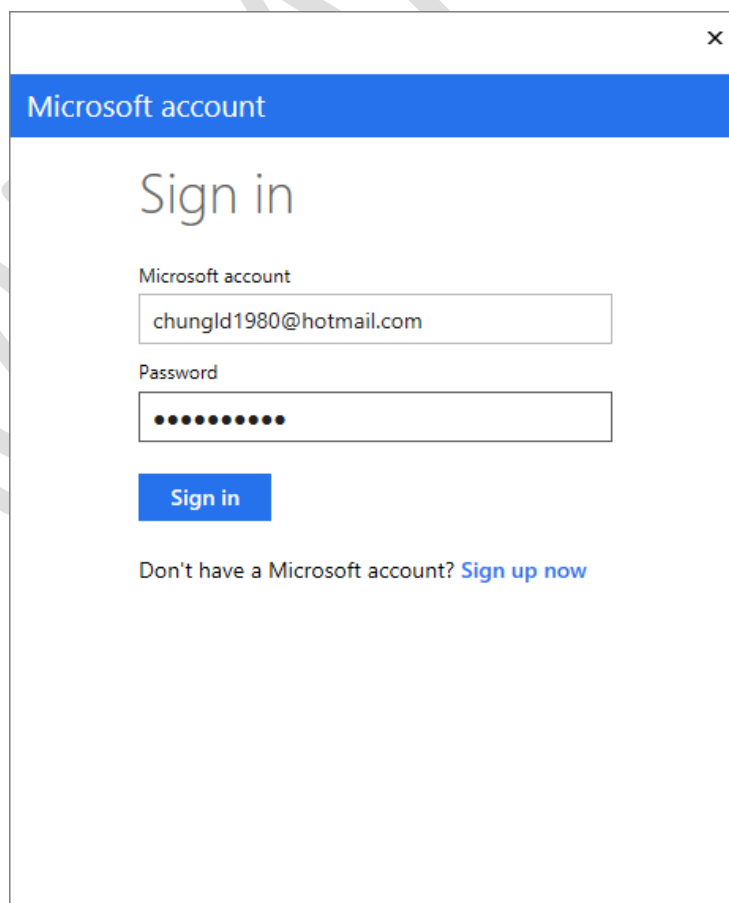 Microsoft account
Sign in
Microsoft account
chungld1980@hotmail.com
Password
••••••••••
Sign in
Don't have a Microsoft account? Sign up now